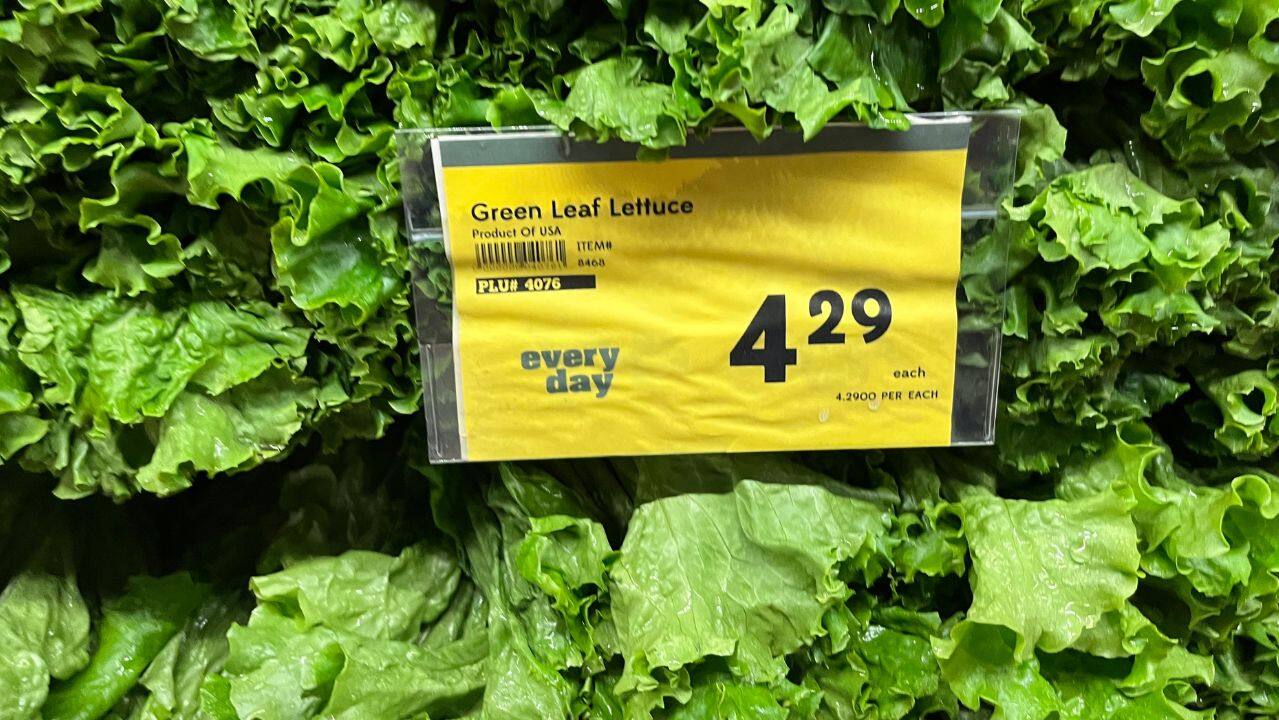 Green Leaf Lettuce
Product Of USA
ITEM#
8468
PLU# 4076
every
day
4 29
each
4.2900 PER EACH